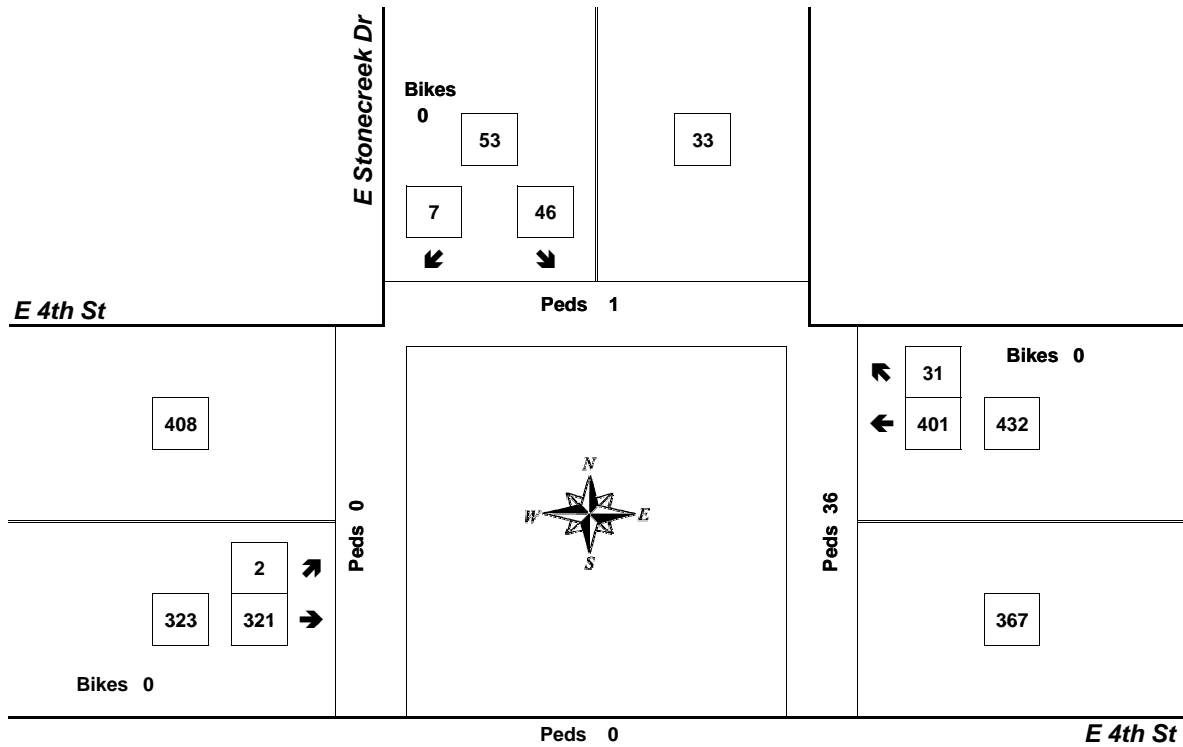 E Stonecreek Dr
Bikes
0
53
33
7
46
Peds 1
E 4th St
Bikes 0
31
408
401
432
N
W
E
S
Peds 0
Peds 36
2
323
321
367
Bikes 0
Peds 0
E 4th St